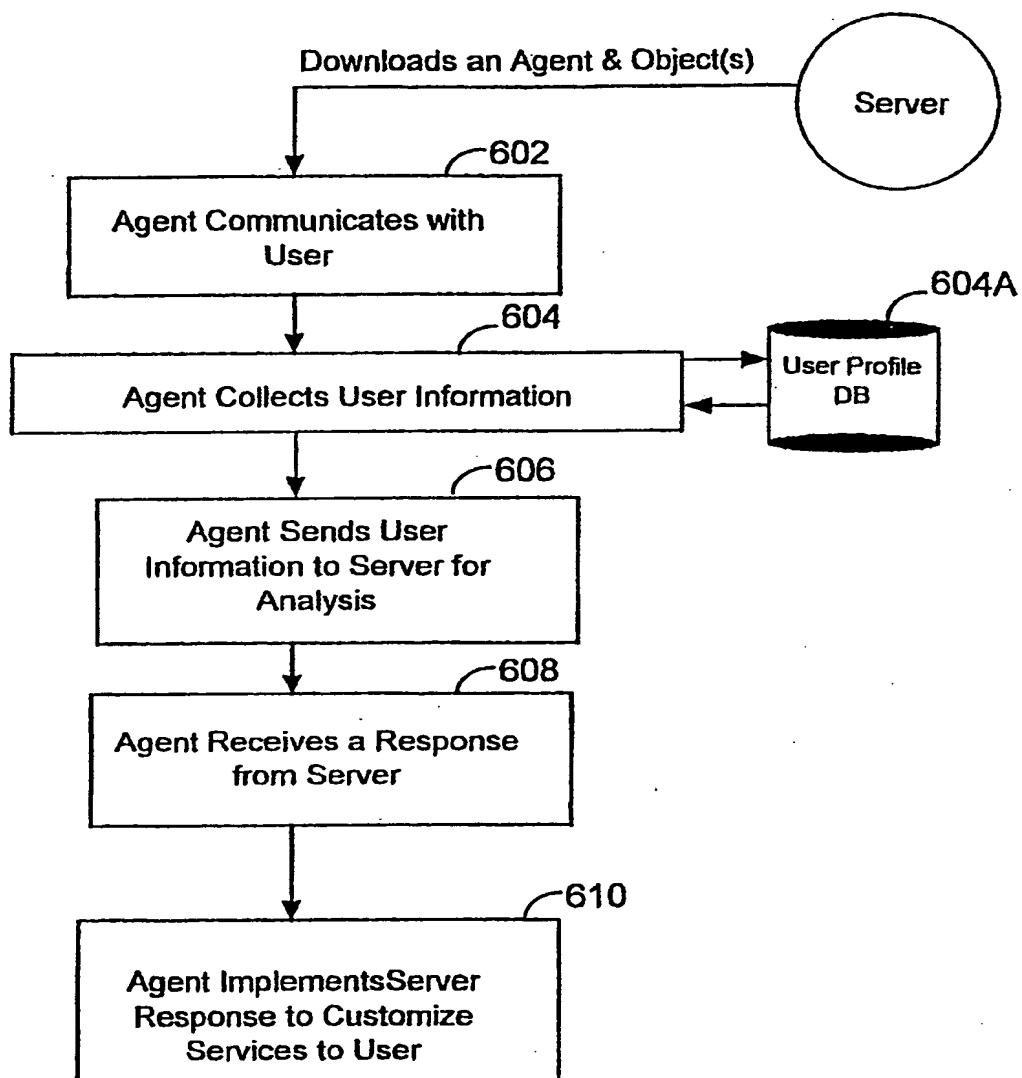 Downloads an Agent & Object(s)
Server
602
Agent Communicates with
User
604
Agent Collects User Information
604A
User Profile
DB
606
Agent Sends User
Information to Server for
Analysis
608
Agent Receives a Response
from Server
610
Agent ImplementsServer
Response to Customize
Services to User